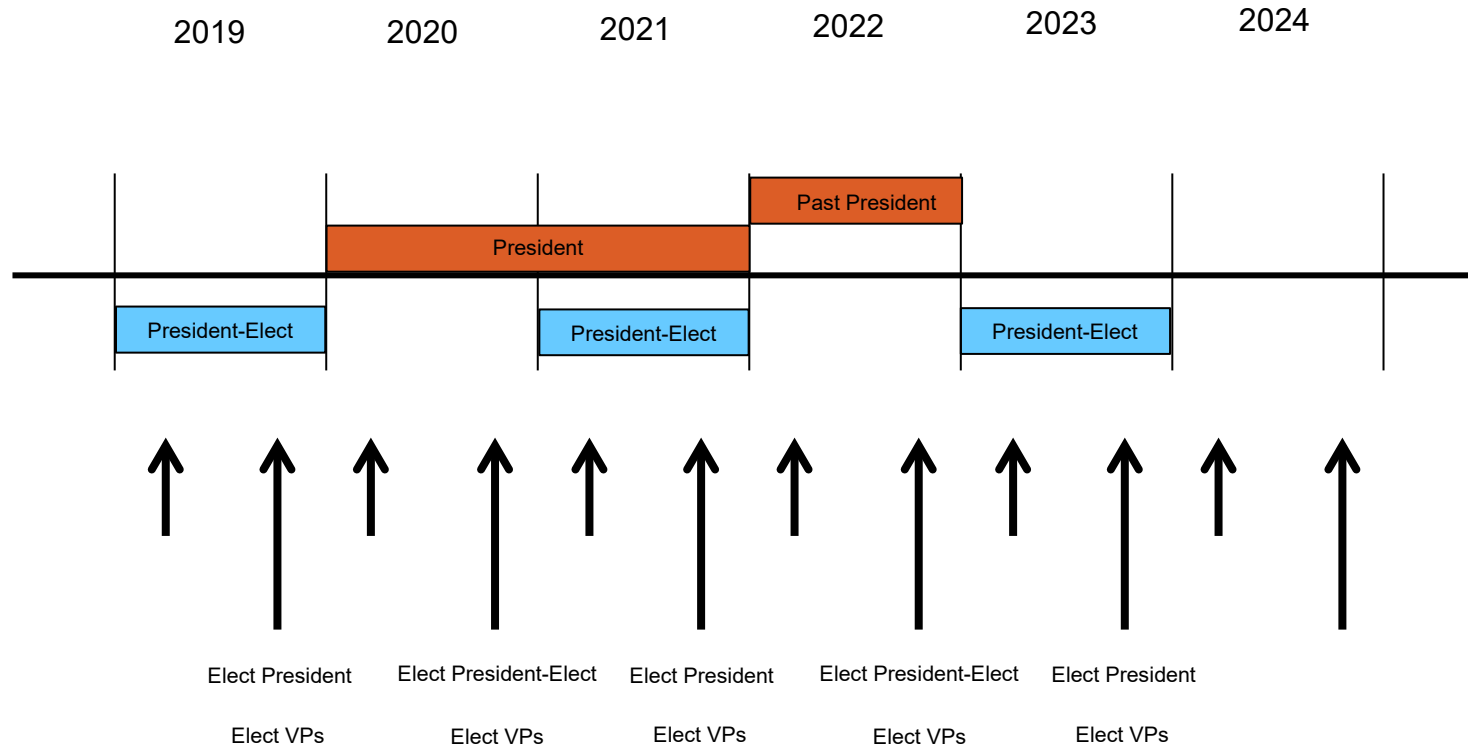 2019 2020 2021 2022 2023 2024
Past President
President
President-Elect President-Elect President-Elect
Elect President Elect President-Elect Elect President Elect President-Elect Elect President
Elect VPs Elect VPs Elect VPs Elect VPs Elect VPs